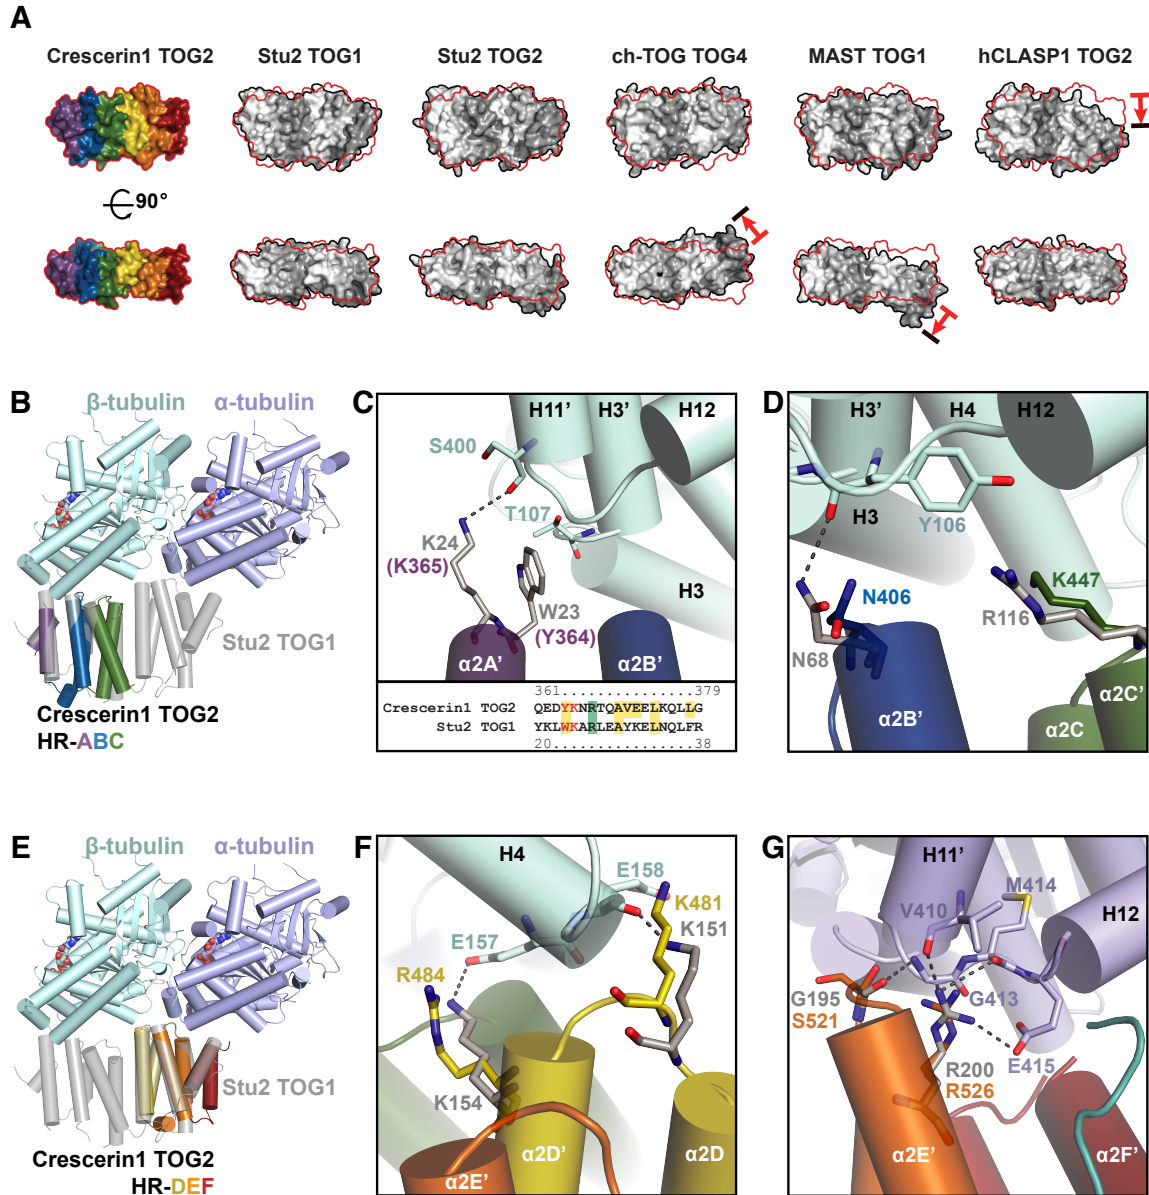 A
Crescerin1 TOG2
Stu2 TOG1
Stu2 TOG2
ch-TOG TOG4
MAST TOG1
hCLASP1 TOG2
90°
B
β-tubulin
α-tubulin
Stu2 TOG1
Crescerin1 TOG2
HR-ABC
C
H11’
H3’
H12
S400
T107
K24
(K365)
W23
(Y364)
H3
α2A’
α2B’
361..............379
Crescerin1 TOG2 QEDYKNRTQAVEELKQLLG
Stu2 TOG1 YKLWKARLEAYKELNQLFR
20...............38
D
H3’
H4
H12
H3
Y106
N406
K447
R116
N68
α2B’
α2C’
α2C
E
β-tubulin
α-tubulin
Stu2 TOG1
Crescerin1 TOG2
HR-DEF
F
H4
E158
K481
K151
E157
R484
K154
α2D’
α2D
α2E’
G
H11’
M414
V410
H12
G195
S521
G413
R200
R526
E415
α2E’
α2F’